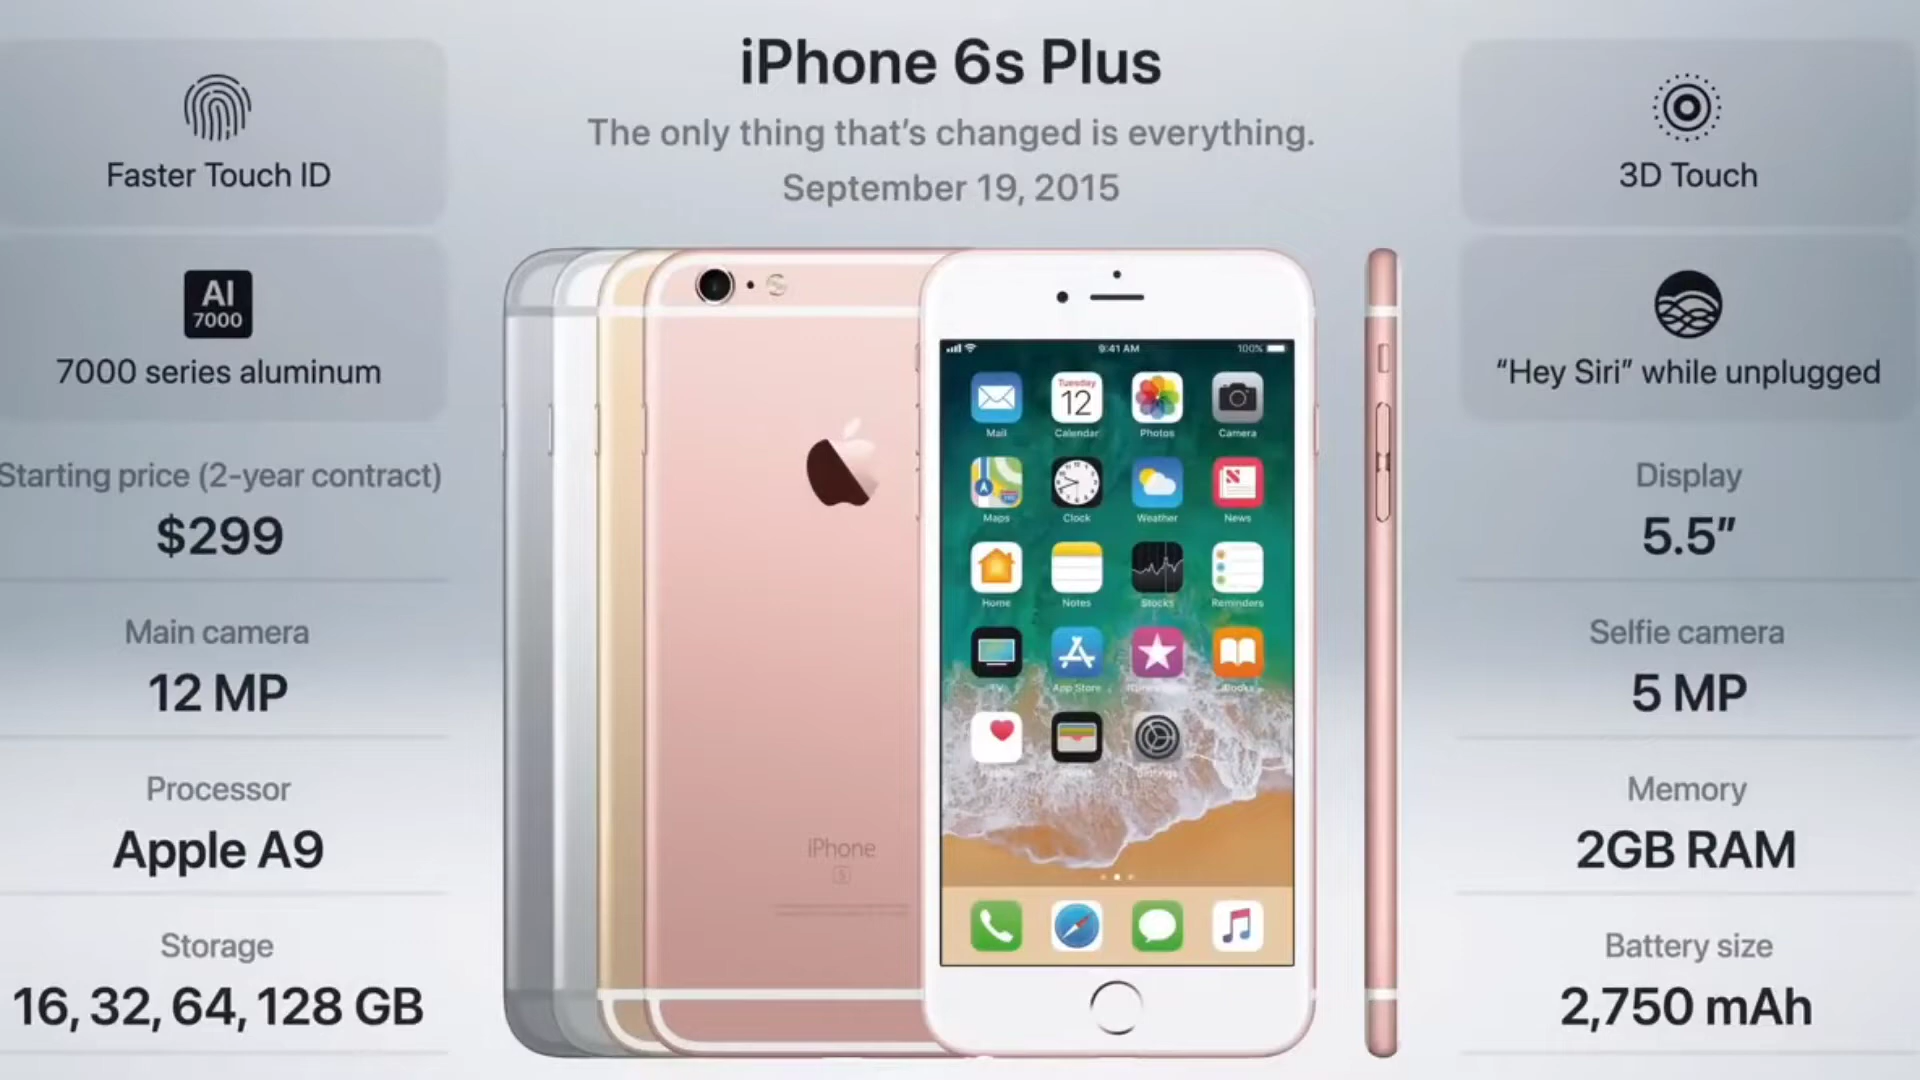 iPhone 6s Plus
The only thing that's changed is everything.
September 19, 2015
Faster Touch ID
Al
7000
7000 series aluminum
Starting price (2-year contract)
$299
Main camera
12 MP
Processor
Apple A9
Storage
16, 32, 64, 128 GB
S
iPhone
S
9:41 AM
100%
Tuesday
12
Mail
Calendar
Photos
Camera
Maps
Clock
Weather
News
Home
Notes
Stocks
Reminders
TV
App Store
iBooks
Settings
3D Touch
“Hey Siri” while unplugged
Display
5.5”
Selfie camera
5 MP
Memory
2GB RAM
Battery size
2,750 mAh